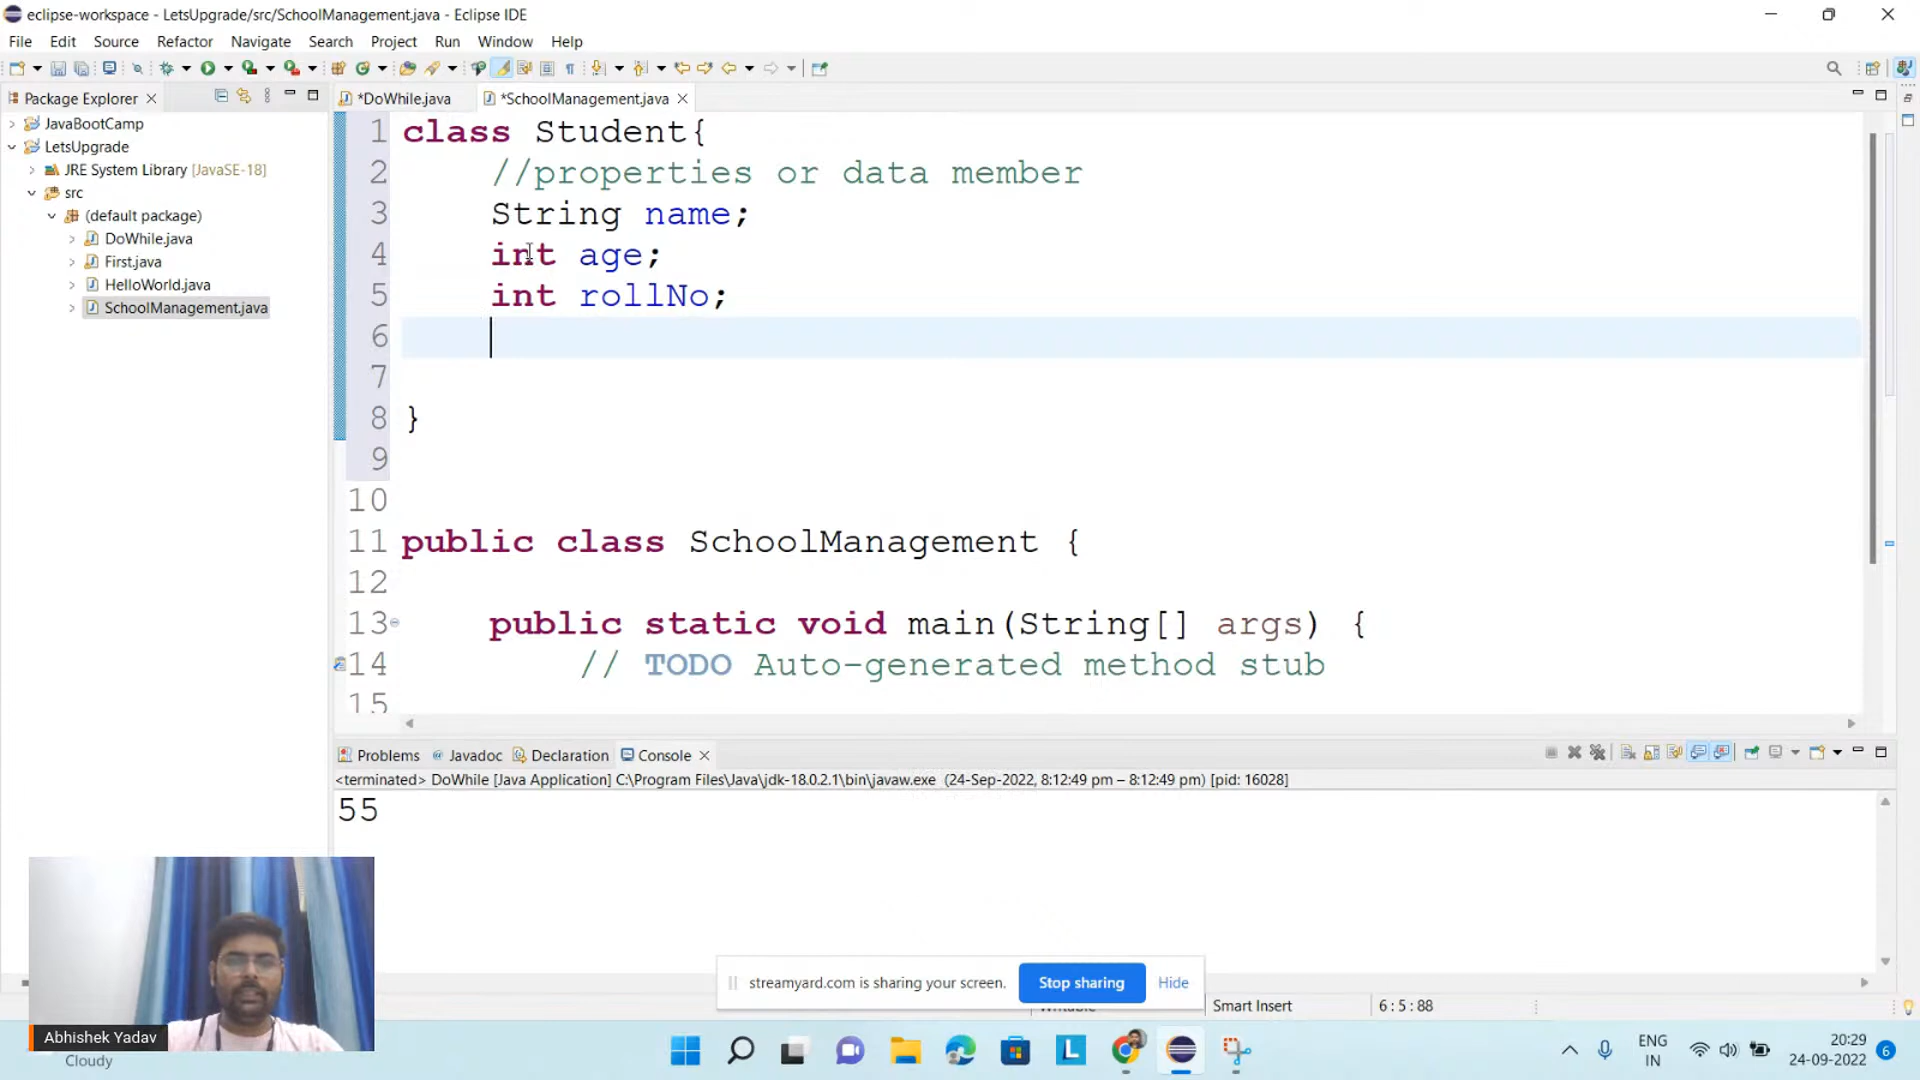 eclipse-workspace - LetsUpgrade/src/SchoolManagement.java - Eclipse IDE
File Edit Source Refactor Navigate Search Project Run Window Help
Package Explorer
*DoWhile.java
*SchoolManagement.java
JavaBootCamp
LetsUpgrade
JRE System Library [JavaSE-18]
src
(default package)
DoWhile.java
First.java
HelloWorld.java
SchoolManagement.java
1 class Student{
2 //properties or data member
3 String name;
4 int age;
5 int rollNo;
6
7
8 }
9
10
11 public class SchoolManagement {
12
13 public static void main(String[] args) {
14 // TODO Auto-generated method stub
15
Problems @ Javadoc Declaration Console
<terminated> DoWhile [Java Application] C:\Program Files\Java\jdk-18.0.2.1\bin\javaw.exe (24-Sep-2022, 8:12:49 pm – 8:12:49 pm) [pid: 16028]
55
streamyard.com is sharing your screen. Stop sharing Hide
Writable Smart Insert 6 : 5 : 88
Abhishek Yadav
Cloudy
L
ENG
IN
20:29
24-09-2022
6